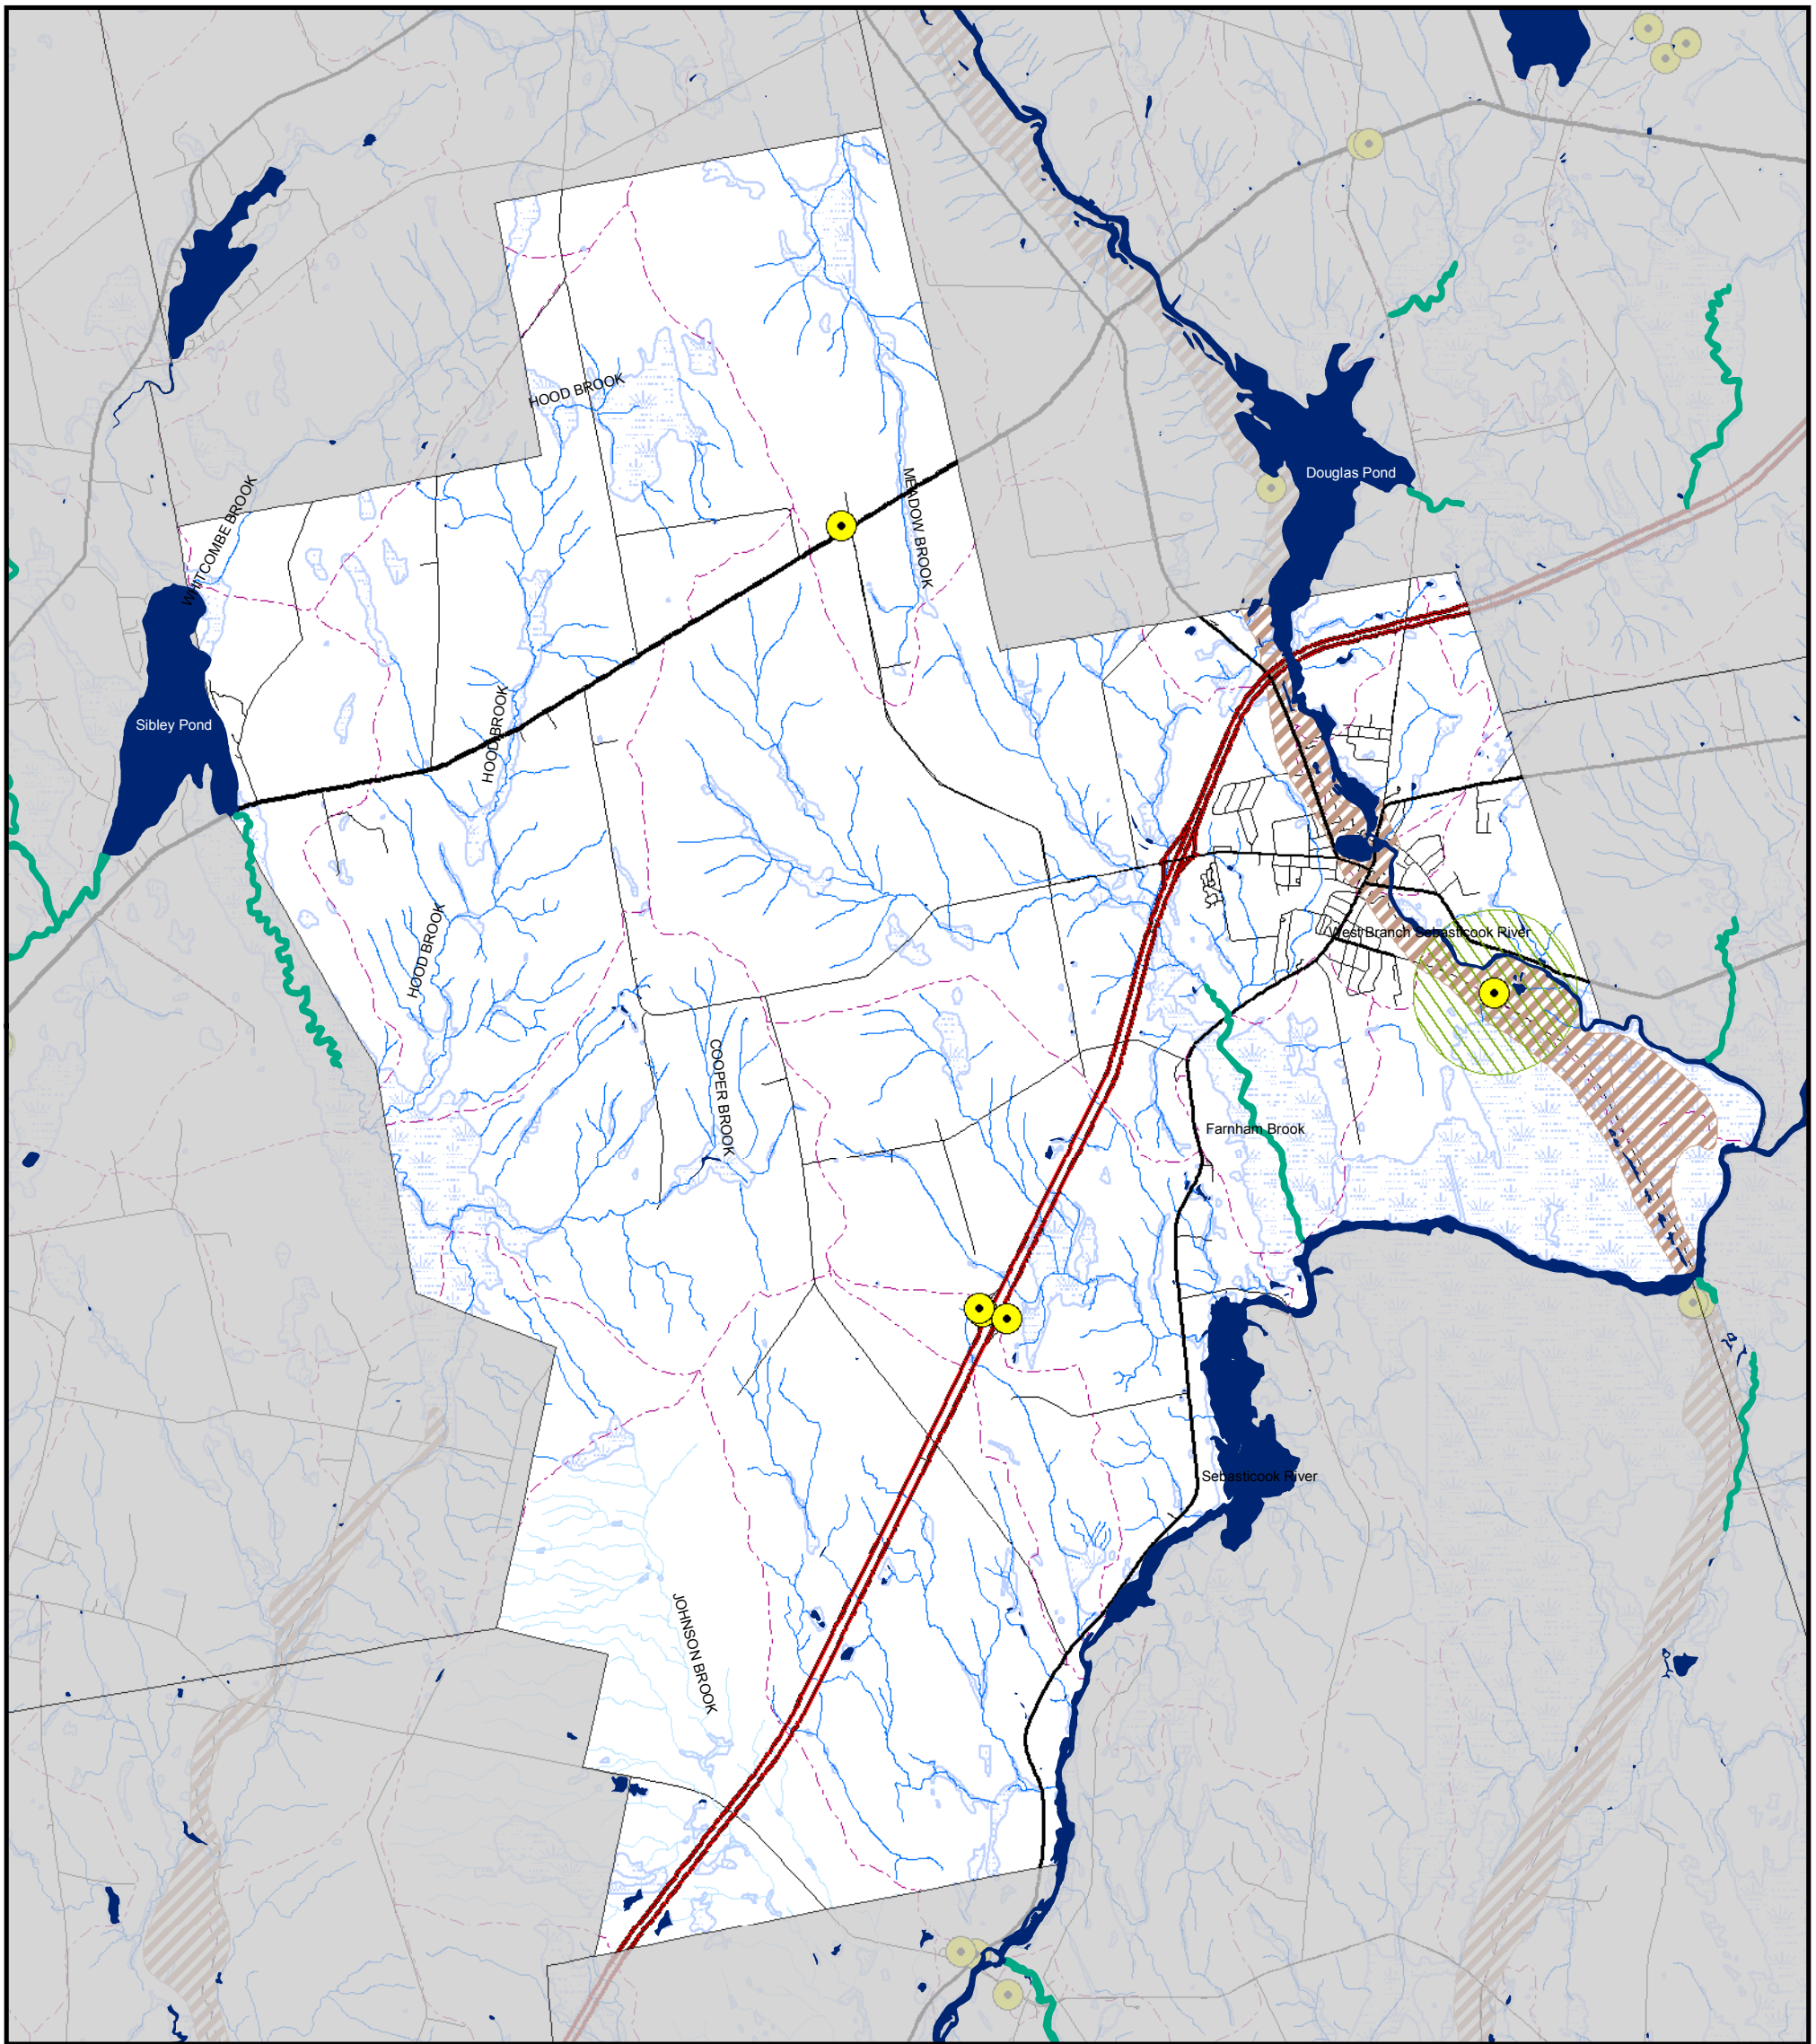 HOOD BROOK
Douglas Pond
MEADOW BROOK
WHITCOMBE BROOK
Sibley Pond
HOOD BROOK
West Branch Sebasticook River
HOOD BROOK
COOPER BROOK
Farnham Brook
Sebasticook River
JOHNSON BROOK